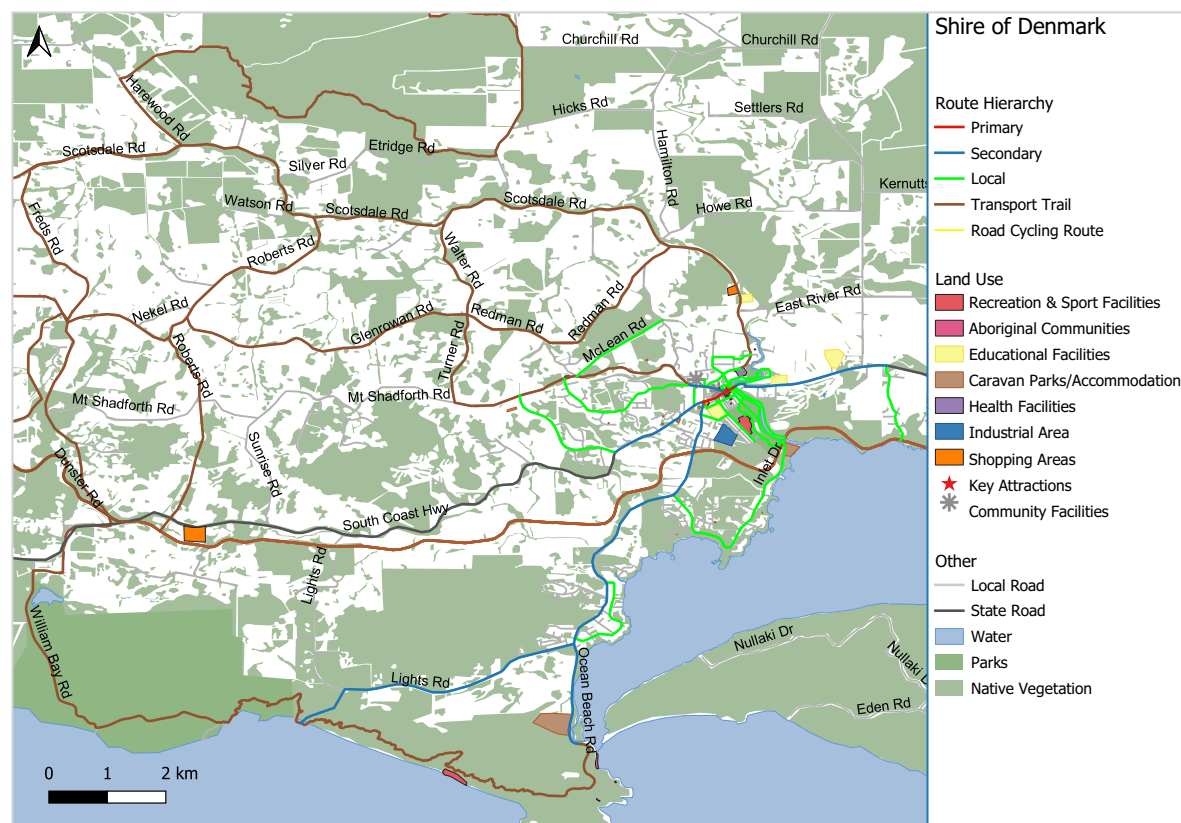 Shire of Denmark
Route Hierarchy
Primary
Secondary
Local
Transport Trail
Road Cycling Route
Land Use
Recreation & Sport Facilities
Aboriginal Communities
Educational Facilities
Caravan Parks/Accommodation
Health Facilities
Industrial Area
Shopping Areas
Key Attractions
Community Facilities
Other
Local Road
State Road
Water
Parks
Native Vegetation
Churchill Rd
Churchill Rd
Harewood Rd
Hicks Rd
Settlers Rd
Scotsdale Rd
Etridge Rd
Silver Rd
Hamilton Rd
Kernutts
Watson Rd
Scotsdale Rd
Scotsdale Rd
Howe Rd
Freds Rd
Roberts Rd
Walter Rd
Nekel Rd
East River Rd
Glenrowan Rd
Redman Rd
Redman Rd
McLean Rd
Roberts Rd
Turner Rd
Mt Shadforth Rd
Mt Shadforth Rd
Sunrise Rd
Dunster Rd
Inlet Dr
South Coast Hwy
Lights Rd
William Bay Rd
Nullaki Dr
Nullaki D
Lights Rd
Ocean Beach Rd
Eden Rd
0 1 2 km